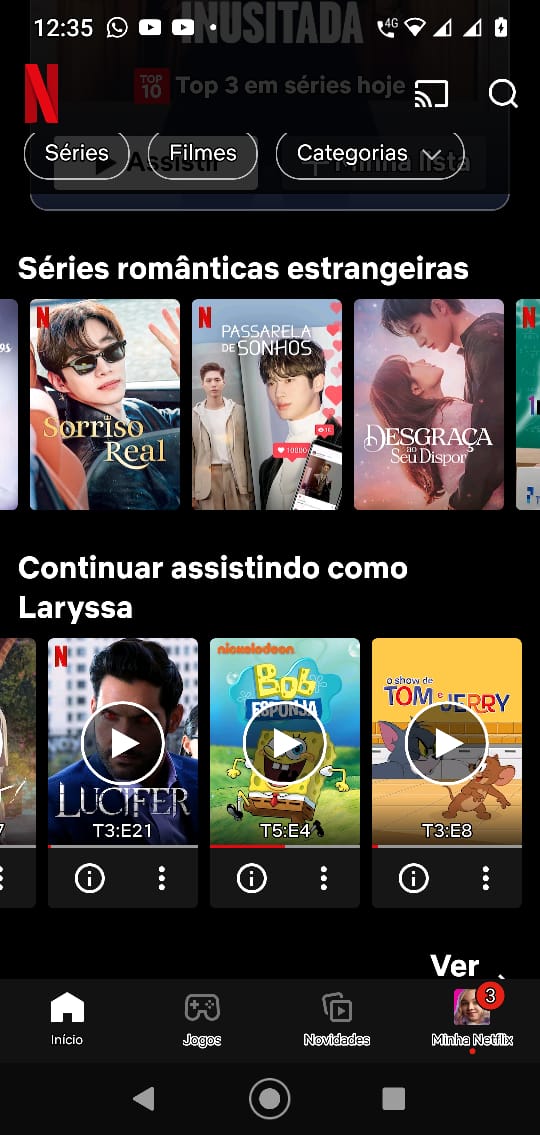 12:35
4G
INUSITADA
TOP 10
Top 3 em séries hoje
Séries
Filmes
Categorias
Assistir
Minha lista
Séries românticas estrangeiras
Sorriso
Real
PASSARELA
DE SONHOS
10000
DESGRAÇA
ao
Seu Dispor
Continuar assistindo como
Laryssa
LUCIFER
T3:E21
nickelodeon
Bob
ESPONJA
T5:E4
O show de
TOM e JERRY
T3:E8
Ver
3
Início
Jogos
Novidades
Minha Netflix